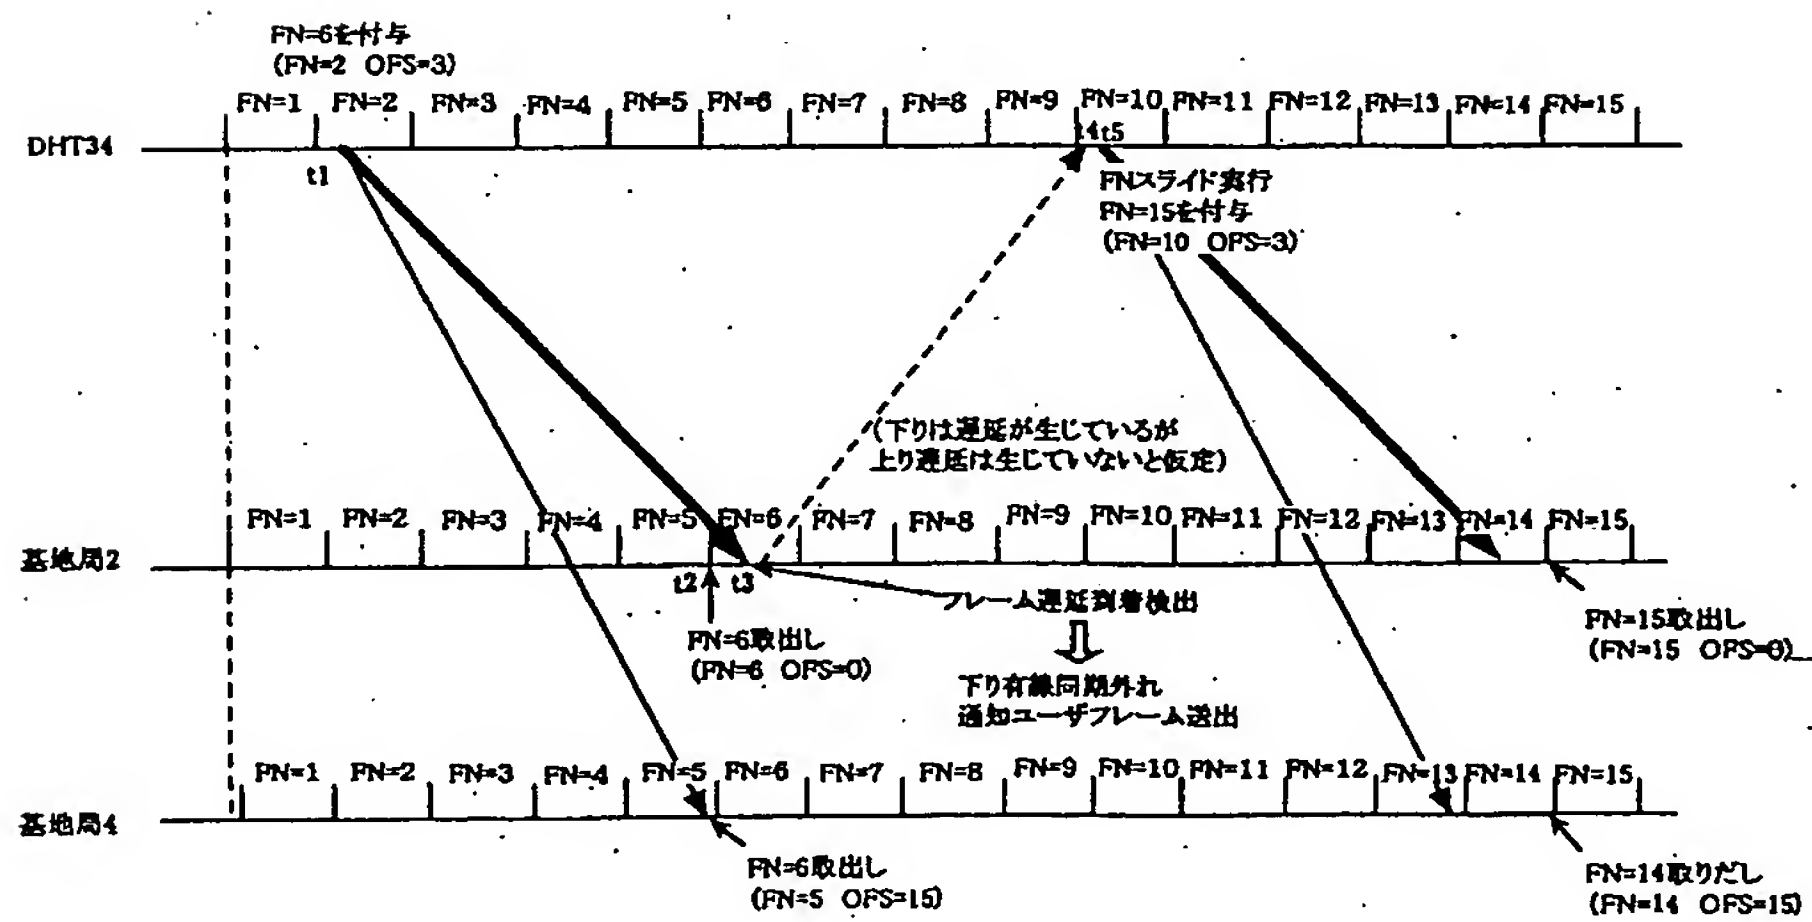 FN=6を付与
(FN=2 OFS=3)
FN=1 FN=2 FN=3 FN=4 FN=5 FN=6 FN=7 FN=8 FN=9 FN=10 FN=11 FN=12 FN=13 FN=14 FN=15
DHT34
t1
t4 t5
FNスライド実行
FN=15を付与
(FN=10 OFS=3)
(下りは遅延が生じているが
上り遅延は生じていないと仮定)
FN=1 FN=2 FN=3 FN=4 FN=5 FN=6 FN=7 FN=8 FN=9 FN=10 FN=11 FN=12 FN=13 FN=14 FN=15
基地局2
t2 t3
フレーム遅延到着検出
FN=6取出し
(FN=6 OFS=0)
FN=15取出し
(FN=15 OFS=0)
下り有線同期外れ
通知ユーザフレーム送出
FN=1 FN=2 FN=3 FN=4 FN=5 FN=6 FN=7 FN=8 FN=9 FN=10 FN=11 FN=12 FN=13 FN=14 FN=15
基地局4
FN=6取出し
(FN=5 OFS=15)
FN=14取りだし
(FN=14 OFS=15)